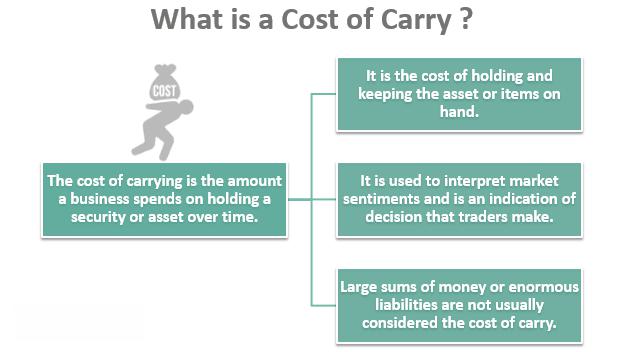 What is a Cost of Carry ?
COST
The cost of carrying is the amount
a business spends on holding a
security or asset over time.
It is the cost of holding and
keeping the asset or items on
hand.
It is used to interpret market
sentiments and is an indication of
decision that traders make.
Large sums of money or enormous
liabilities are not usually
considered the cost of carry.